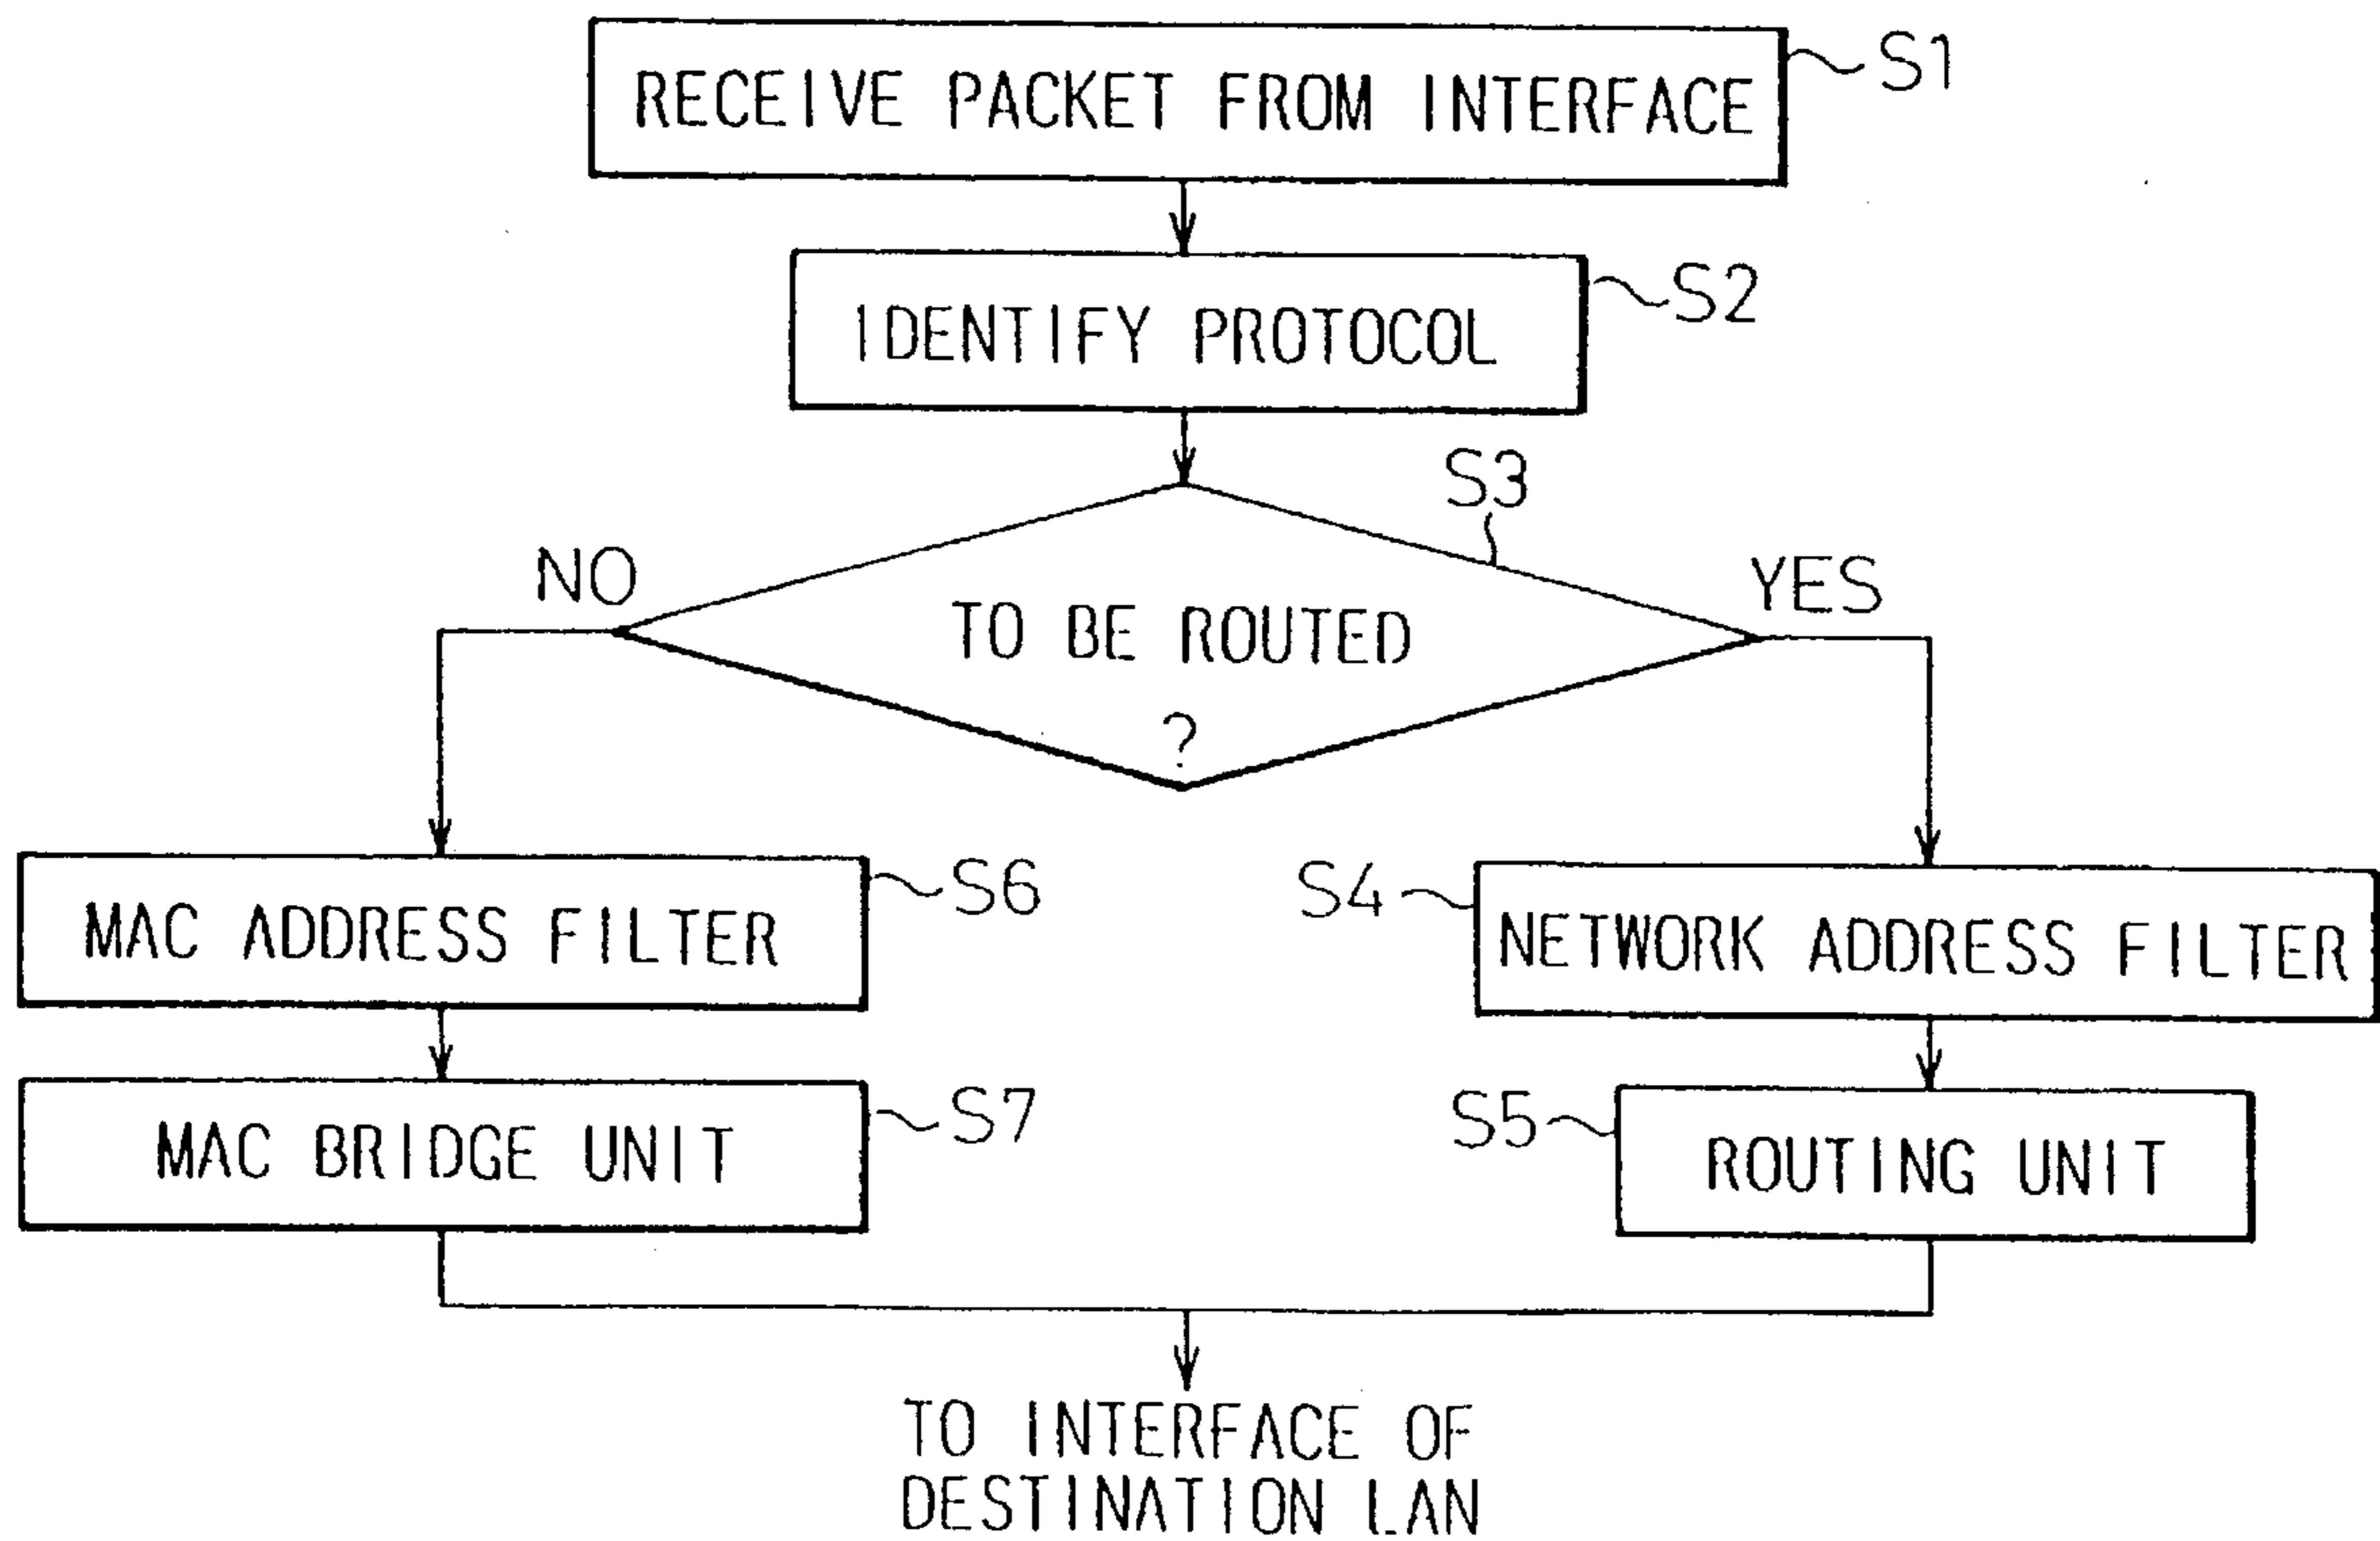 RECEIVE PACKET FROM INTERFACE
S1
IDENTIFY PROTOCOL
S2
S3
NO
YES
TO BE ROUTED
?
MAC ADDRESS FILTER
S6
S4
NETWORK ADDRESS FILTER
MAC BRIDGE UNIT
S7
S5
ROUTING UNIT
TO INTERFACE OF
DESTINATION LAN